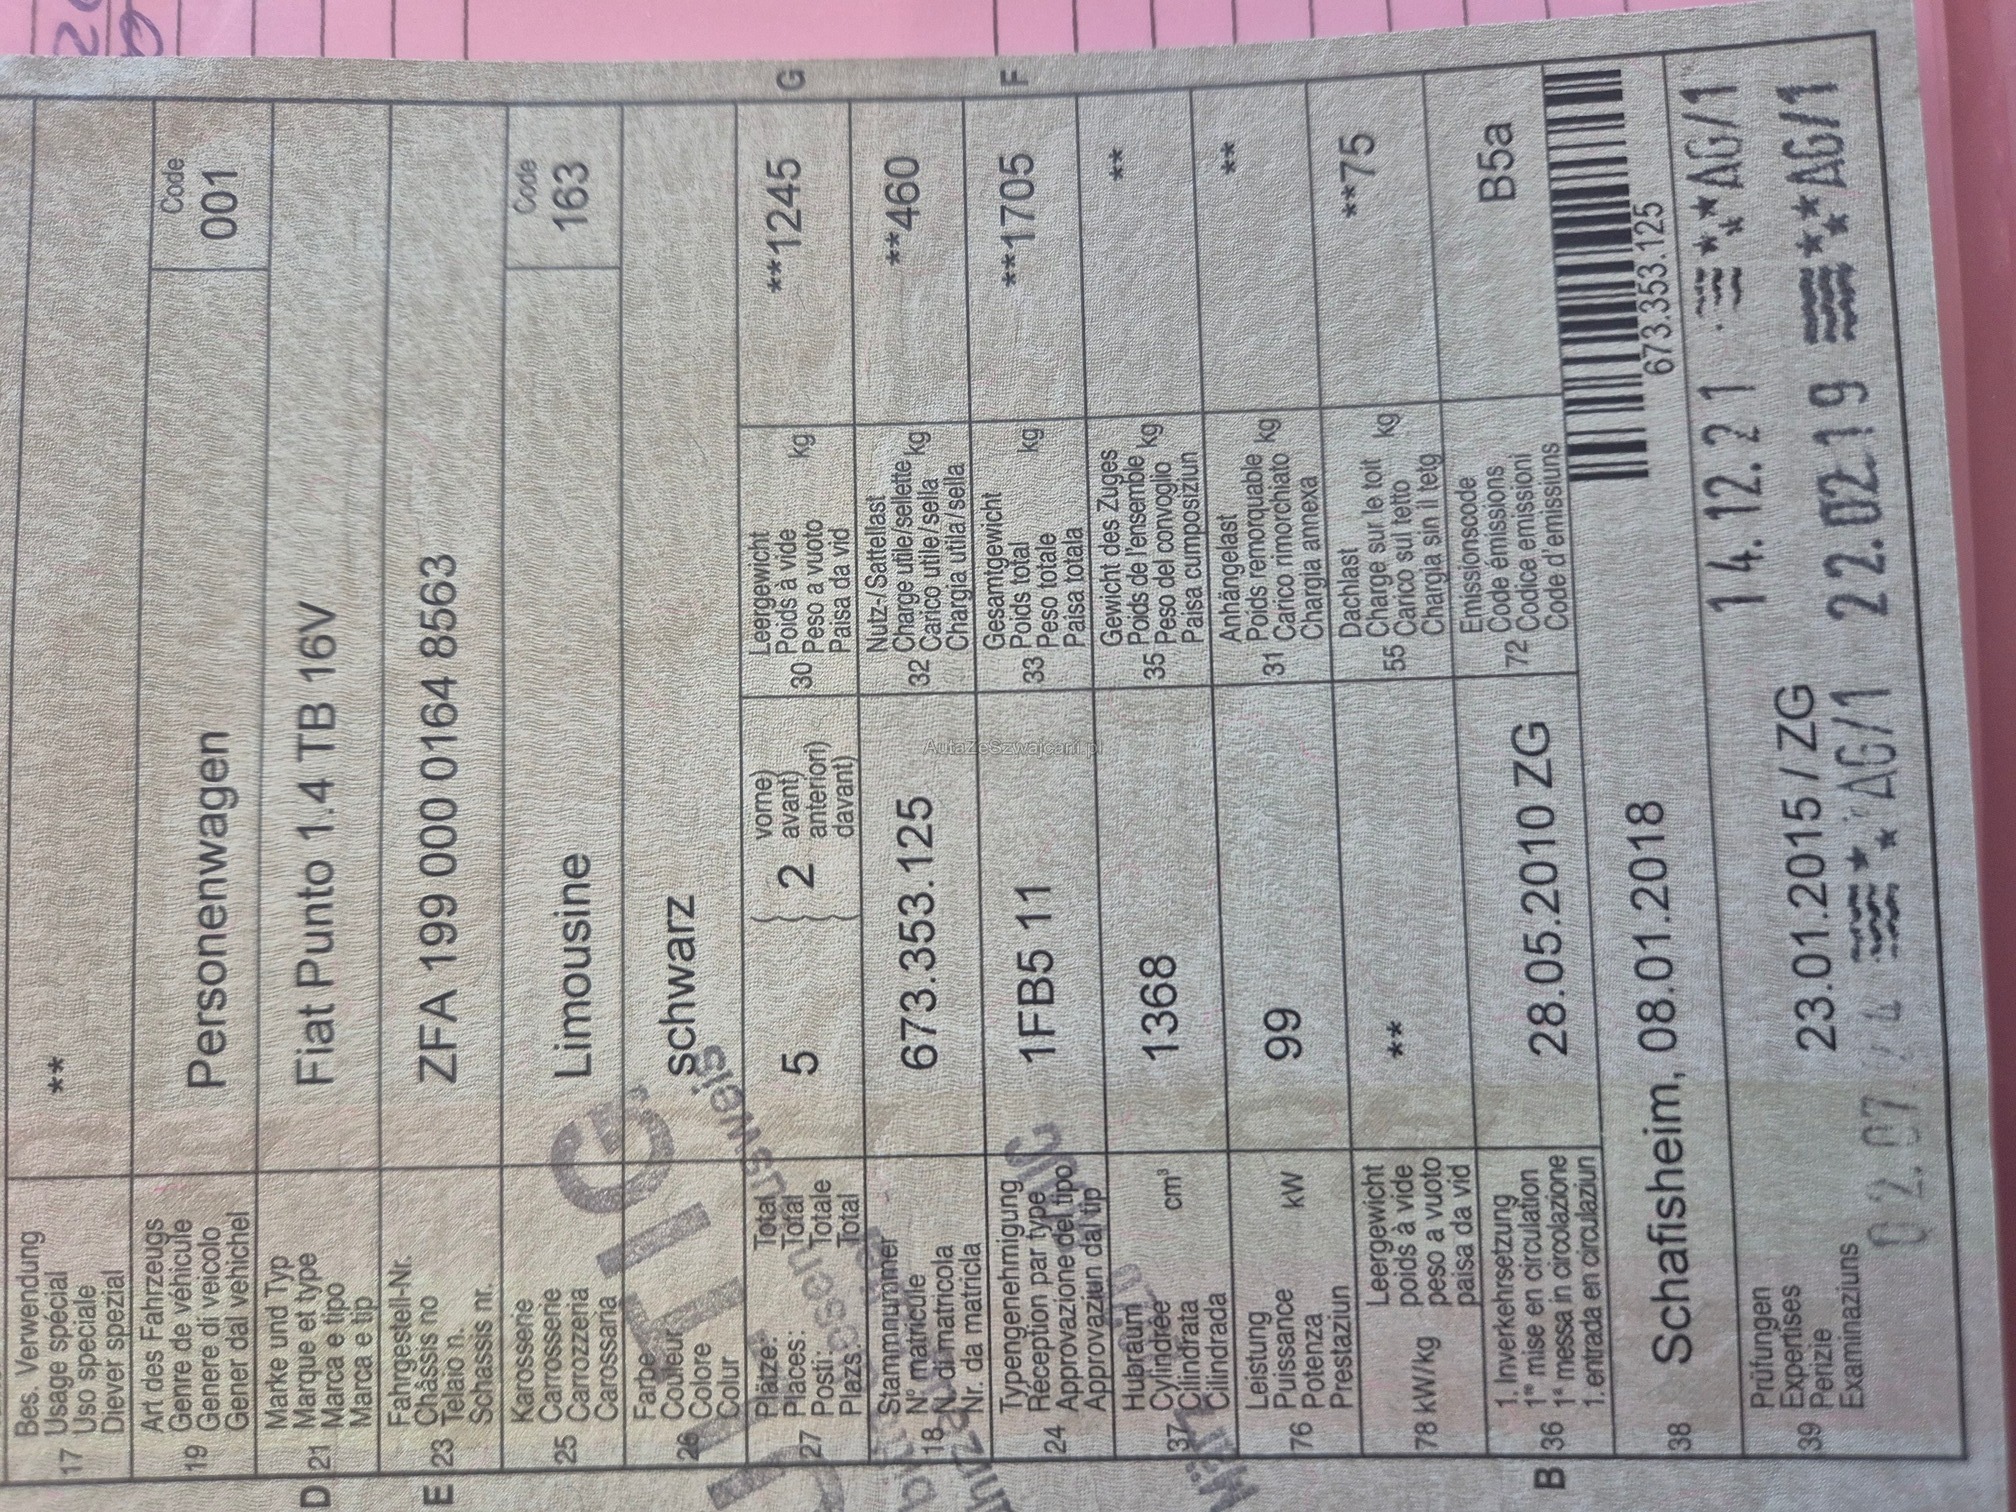 Bes. Verwendung
17 Usage spécial **
Uso speciale
Diever spezial
Art des Fahrzeugs Code
19 Genre de véhicule Personenwagen 001
Genere di veicolo
Gener dal vehichel
Marke und Typ
D 21 Marque et type Fiat Punto 1.4 TB 16V
Marca e tipo
Marca e tip
Fahrgestell-Nr.
E 23 Châssis no ZFA 199 000 0164 8563
Telaio n.
Schassis nr.
Karosserie Code
25 Carrosserie Limousine 163
Carrozzeria
Carossaria
Farbe
26 Couleur schwarz
Colore
Colur
Plätze: Total vorne)
27 Places: Total 5 2 avant)
Posti: Totale anteriori)
Plazs.: Total davant)
Leergewicht
30 Poids à vide kg **1245 G
Peso a vuoto
Paisa da vid
Stammnummer
18 N° matricule 673.353.125
N. di matricola
Nr. da matricla
Nutz-/Sattellast
32 Charge utile/sellette kg **460
Carico utile/sella
Chargia utila/sella
Typengenehmigung
24 Réception par type 1FB5 11
Approvazione del tipo
Approvaziun dal tip
Gesamtgewicht
33 Poids total kg **1705 F
Peso totale
Paisa totala
Hubraum
37 Cylindrée cm³ 1368
Cilindrata
Cilindrada
Gewicht des Zuges
35 Poids de l'ensemble kg **
Peso del convoglio
Paisa cumposiziun
Leistung
76 Puissance kW 99
Potenza
Prestaziun
Anhängelast
31 Poids remorquable kg **
Carico rimorchiato
Chargia annexa
Leergewicht
78 kW/kg poids à vide **
peso a vuoto
paisa da vid
Dachlast
55 Charge sur le toit kg **75
Carico sul tetto
Chargia sin il tetg
1. Inverkehrsetzung
B 36 1re mise en circulation 28.05.2010 ZG
1a messa in circolazione
1. entrada en circulaziun
Emissionscode
72 Code émissions B5a
Codice emissioni
Code d'emissiuns
38 Schafisheim, 08.01.2018
673.353.125
14.12.21 **AG/1
Prüfungen
39 Expertises 23.01.2015 / ZG
Perizie
Examinaziuns
22.02.19 **AG/1
**AG/1
AutazeSzwajcarii.pl